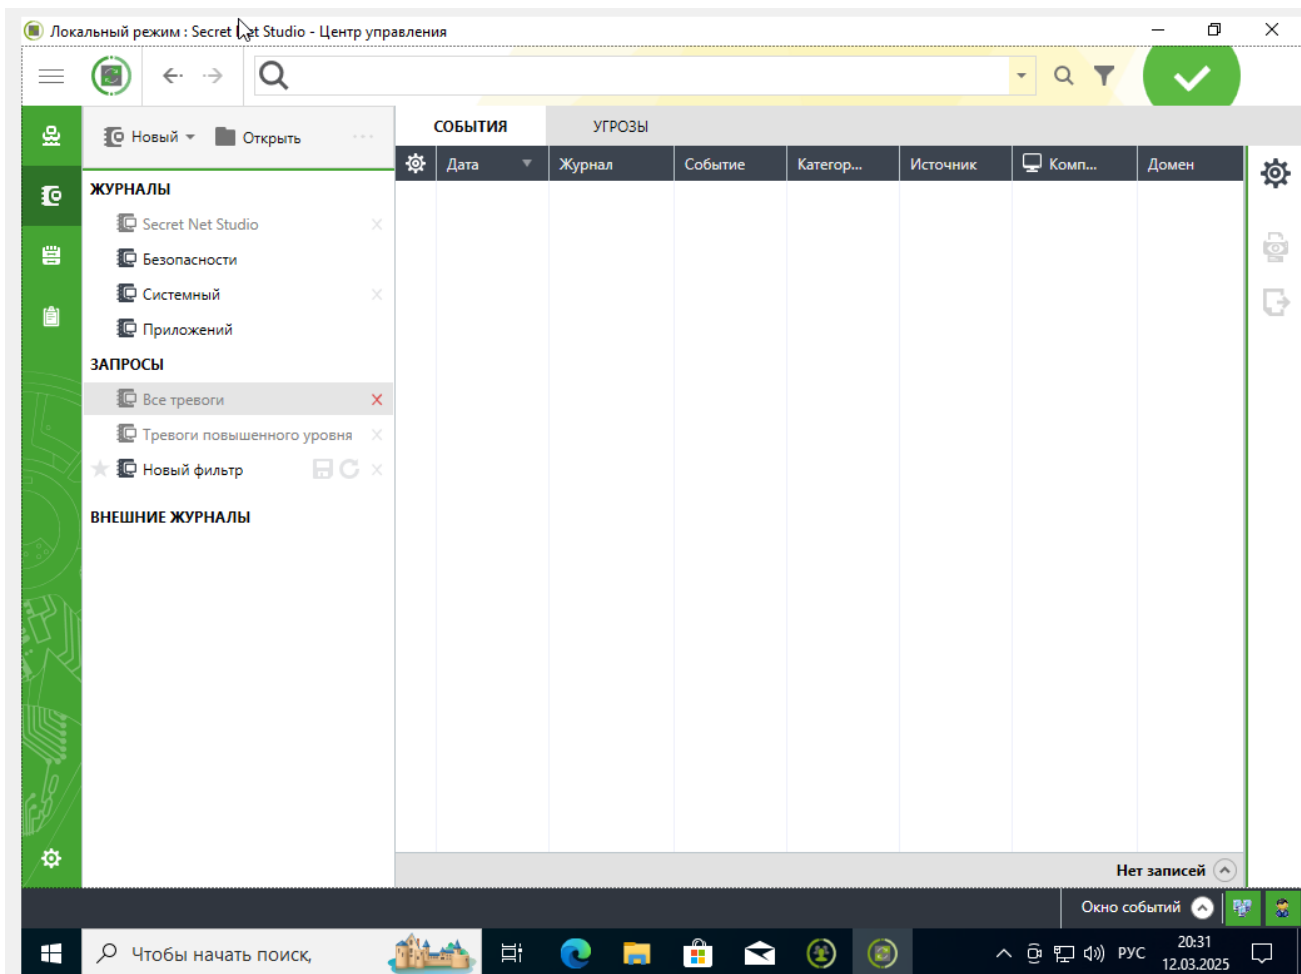 Локальный режим : Secret Net Studio - Центр управления
Новый
Открыть
СОБЫТИЯ
УГРОЗЫ
Дата
Журнал
Событие
Категор...
Источник
Комп...
Домен
ЖУРНАЛЫ
Secret Net Studio
Безопасности
Системный
Приложений
ЗАПРОСЫ
Все тревоги
Тревоги повышенного уровня
Новый фильтр
ВНЕШНИЕ ЖУРНАЛЫ
Нет записей
Окно событий
Чтобы начать поиск,
РУС
20:31
12.03.2025